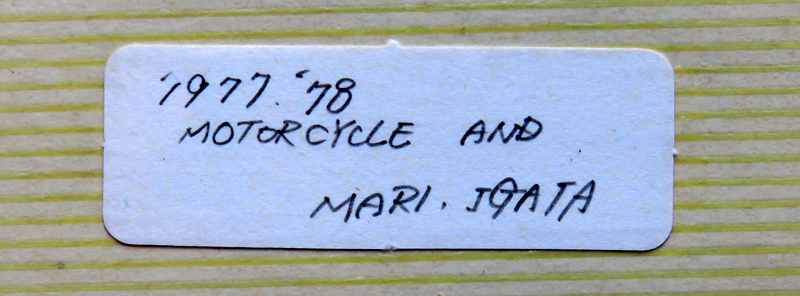 '1977. '78
MOTORCYCLE AND
MARI. IGATA